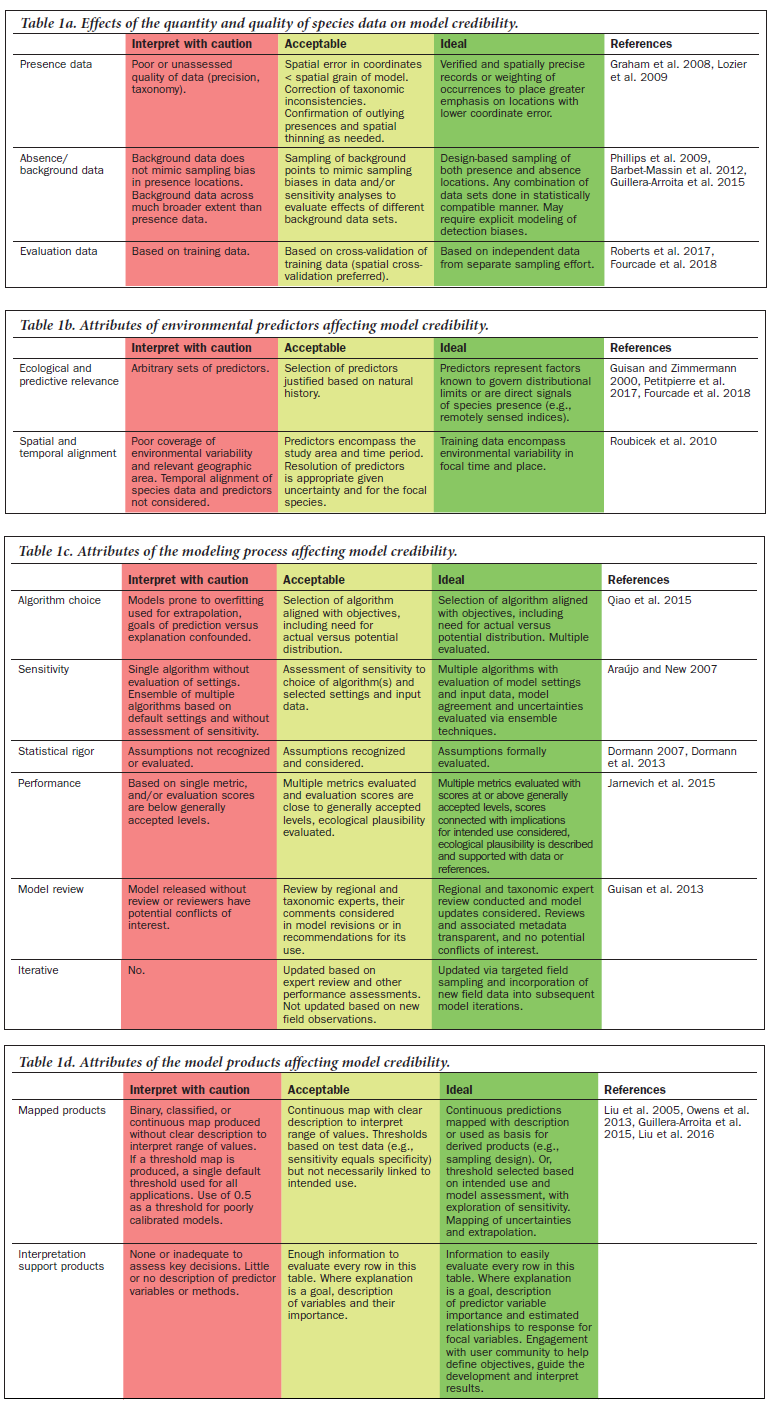 Table 1a. Effects of the quantity and quality of species data on model credibility.
Interpret with caution
Acceptable
Ideal
References
Presence data
Poor or unassessed
quality of data (precision,
taxonomy).
Spatial error in coordinates
< spatial grain of model.
Correction of taxonomic
inconsistencies.
Confirmation of outlying
presences and spatial
thinning as needed.
Verified and spatially precise
records or weighting of
occurrences to place greater
emphasis on locations with
lower coordinate error.
Graham et al. 2008, Lozier
et al. 2009
Absence/
background data
Background data does
not mimic sampling bias
in presence locations.
Background data across
much broader extent than
presence data.
Sampling of background
points to mimic sampling
biases in data and/or
sensitivity analyses to
evaluate effects of different
background data sets.
Design-based sampling of
both presence and absence
locations. Any combination of
data sets done in statistically
compatible manner. May
require explicit modeling of
detection biases.
Phillips et al. 2009,
Barbet-Massin et al. 2012,
Guillera-Arroita et al. 2015
Evaluation data
Based on training data.
Based on cross-validation of
training data (spatial cross-
validation preferred).
Based on independent data
from separate sampling effort.
Roberts et al. 2017,
Fourcade et al. 2018
Table 1b. Attributes of environmental predictors affecting model credibility.
Interpret with caution
Acceptable
Ideal
References
Ecological and
predictive relevance
Arbitrary sets of predictors.
Selection of predictors
justified based on natural
history.
Predictors represent factors
known to govern distributional
limits or are direct signals
of species presence (e.g.,
remotely sensed indices).
Guisan and Zimmermann
2000, Petitpierre et al.
2017, Fourcade et al. 2018
Spatial and
temporal alignment
Poor coverage of
environmental variability
and relevant geographic
area. Temporal alignment of
species data and predictors
not considered.
Predictors encompass the
study area and time period.
Resolution of predictors
is appropriate given
uncertainty and for the focal
species.
Training data encompass
environmental variability in
focal time and place.
Roubicek et al. 2010
Table 1c. Attributes of the modeling process affecting model credibility.
Interpret with caution
Acceptable
Ideal
References
Algorithm choice
Models prone to overfitting
used for extrapolation,
goals of prediction versus
explanation confounded.
Selection of algorithm
aligned with objectives,
including need for
actual versus potential
distribution.
Selection of algorithm aligned
with objectives, including
need for actual versus
potential distribution. Multiple
evaluated.
Qiao et al. 2015
Sensitivity
Single algorithm without
evaluation of settings.
Ensemble of multiple
algorithms based on
default settings and without
assessment of sensitivity.
Assessment of sensitivity to
choice of algorithm(s) and
selected settings and input
data.
Multiple algorithms with
evaluation of model settings
and input data, model
agreement and uncertainties
evaluated via ensemble
techniques.
Araújo and New 2007
Statistical rigor
Assumptions not recognized
or evaluated.
Assumptions recognized
and considered.
Assumptions formally
evaluated.
Dormann 2007, Dormann
et al. 2013
Performance
Based on single metric,
and/or evaluation scores
are below generally
accepted levels.
Multiple metrics evaluated
and evaluation scores are
close to generally accepted
levels, ecological plausibility
evaluated.
Multiple metrics evaluated with
scores at or above generally
accepted levels, scores
connected with implications
for intended use considered,
ecological plausibility is described
and supported with data or
references.
Jarnevich et al. 2015
Model review
Model released without
review or reviewers have
potential conflicts of
interest.
Review by regional and
taxonomic experts, their
comments considered
in model revisions or in
recommendations for its
use.
Regional and taxonomic expert
review conducted and model
updates considered. Reviews
and associated metadata
transparent, and no potential
conflicts of interest.
Guisan et al. 2013
Iterative
No.
Updated based on
expert review and other
performance assessments.
Not updated based on new
field observations.
Updated via targeted field
sampling and incorporation of
new field data into subsequent
model iterations.
Table 1d. Attributes of the model products affecting model credibility.
Interpret with caution
Acceptable
Ideal
References
Mapped products
Binary, classified, or
continuous map produced
without clear description to
interpret range of values.
If a threshold map is
produced, a single default
threshold used for all
applications. Use of 0.5
as a threshold for poorly
calibrated models.
Continuous map with clear
description to interpret
range of values. Thresholds
based on test data (e.g.,
sensitivity equals specificity)
but not necessarily linked to
intended use.
Continuous predictions
mapped with description
or used as basis for
derived products (e.g.,
sampling design). Or,
threshold selected based
on intended use and
model assessment, with
exploration of sensitivity.
Mapping of uncertainties
and extrapolation.
Liu et al. 2005, Owens et al.
2013, Guillera-Arroita et al.
2015, Liu et al. 2016
Interpretation
support products
None or inadequate to
assess key decisions. Little
or no description of predictor
variables or methods.
Enough information to
evaluate every row in this
table. Where explanation
is a goal, description
of variables and their
importance.
Information to easily
evaluate every row in this
table. Where explanation
is a goal, description
of predictor variable
importance and estimated
relationships to response for
focal variables. Engagement
with user community to help
define objectives, guide the
development and interpret
results.